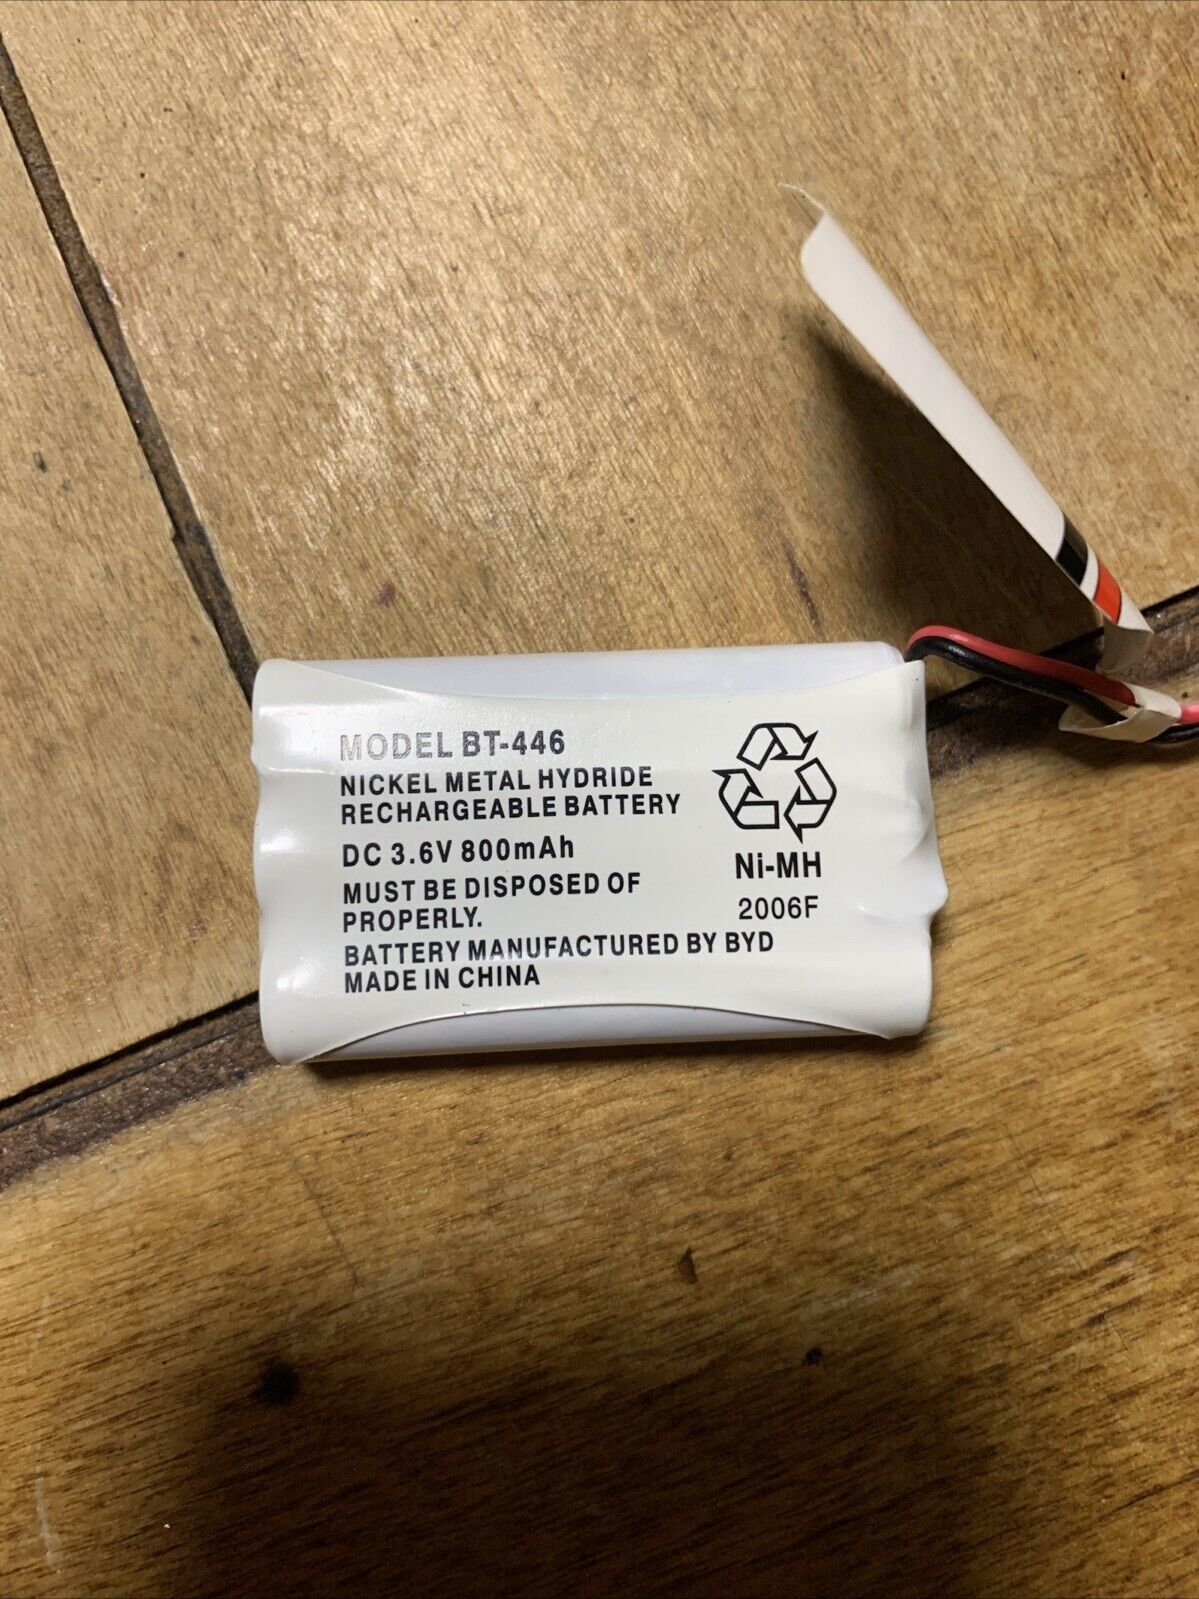 MODEL BT-446
NICKEL METAL HYDRIDE
RECHARGEABLE BATTERY
DC 3.6V 800mAh
MUST BE DISPOSED OF
PROPERLY.
BATTERY MANUFACTURED BY BYD
MADE IN CHINA
Ni-MH
2006F